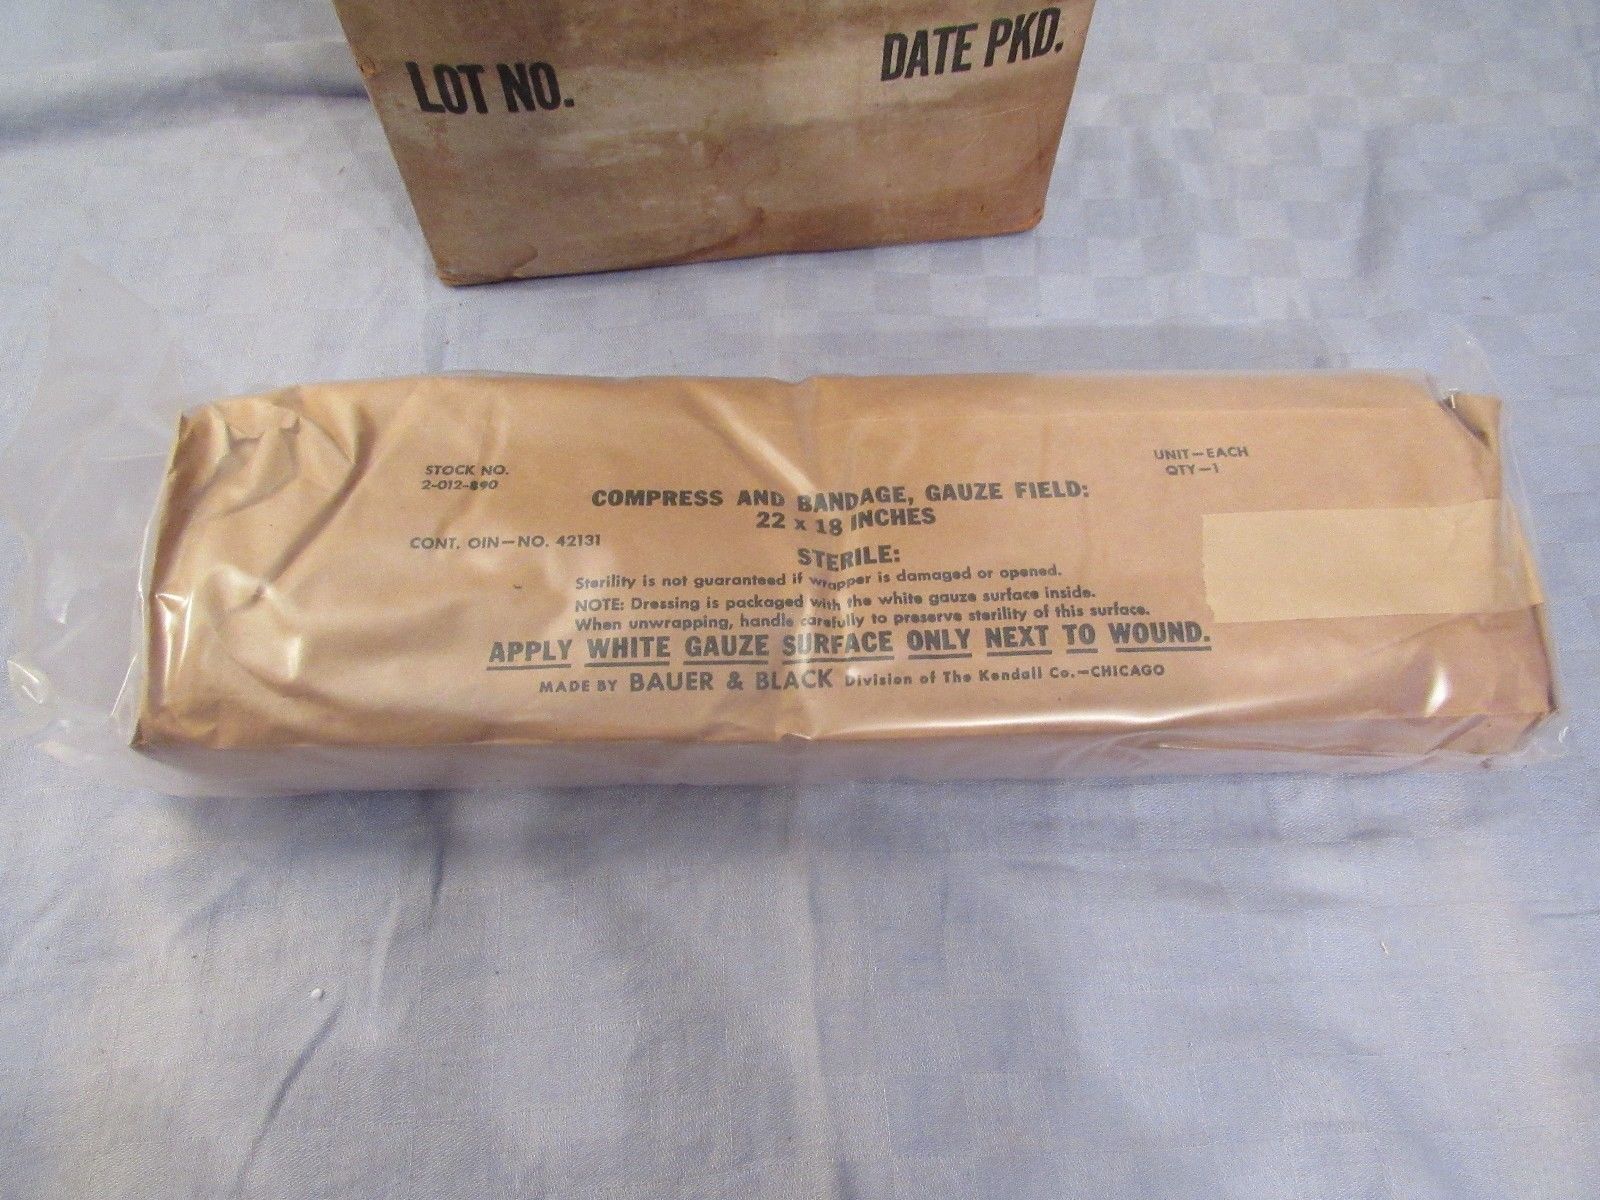 LOT NO.
DATE PKD.
STOCK NO.
2-012-890
UNIT—EACH
QTY—1
COMPRESS AND BANDAGE, GAUZE FIELD:
22 x 18 INCHES
CONT. OIN—NO. 42131
STERILE:
Sterility is not guaranteed if wrapper is damaged or opened.
NOTE: Dressing is packaged with the white gauze surface inside.
When unwrapping, handle carefully to preserve sterility of this surface.
APPLY WHITE GAUZE SURFACE ONLY NEXT TO WOUND.
MADE BY BAUER & BLACK Division of The Kendall Co.—CHICAGO